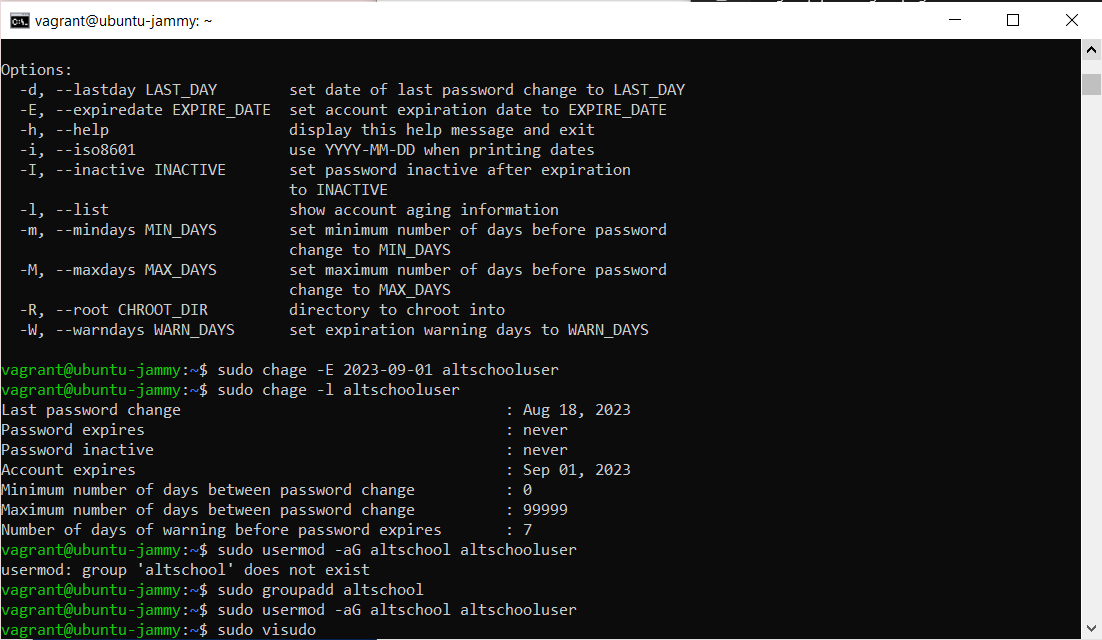 vagrant@ubuntu-jammy: ~
Options:
  -d, --lastday LAST_DAY        set date of last password change to LAST_DAY
  -E, --expiredate EXPIRE_DATE  set account expiration date to EXPIRE_DATE
  -h, --help                    display this help message and exit
  -i, --iso8601                 use YYYY-MM-DD when printing dates
  -I, --inactive INACTIVE       set password inactive after expiration
                                to INACTIVE
  -l, --list                    show account aging information
  -m, --mindays MIN_DAYS        set minimum number of days before password
                                change to MIN_DAYS
  -M, --maxdays MAX_DAYS        set maximum number of days before password
                                change to MAX_DAYS
  -R, --root CHROOT_DIR         directory to chroot into
  -W, --warndays WARN_DAYS      set expiration warning days to WARN_DAYS
vagrant@ubuntu-jammy:~$ sudo chage -E 2023-09-01 altschooluser
vagrant@ubuntu-jammy:~$ sudo chage -l altschooluser
Last password change                                    : Aug 18, 2023
Password expires                                        : never
Password inactive                                       : never
Account expires                                         : Sep 01, 2023
Minimum number of days between password change          : 0
Maximum number of days between password change          : 99999
Number of days of warning before password expires       : 7
vagrant@ubuntu-jammy:~$ sudo usermod -aG altschool altschooluser
usermod: group 'altschool' does not exist
vagrant@ubuntu-jammy:~$ sudo groupadd altschool
vagrant@ubuntu-jammy:~$ sudo usermod -aG altschool altschooluser
vagrant@ubuntu-jammy:~$ sudo visudo